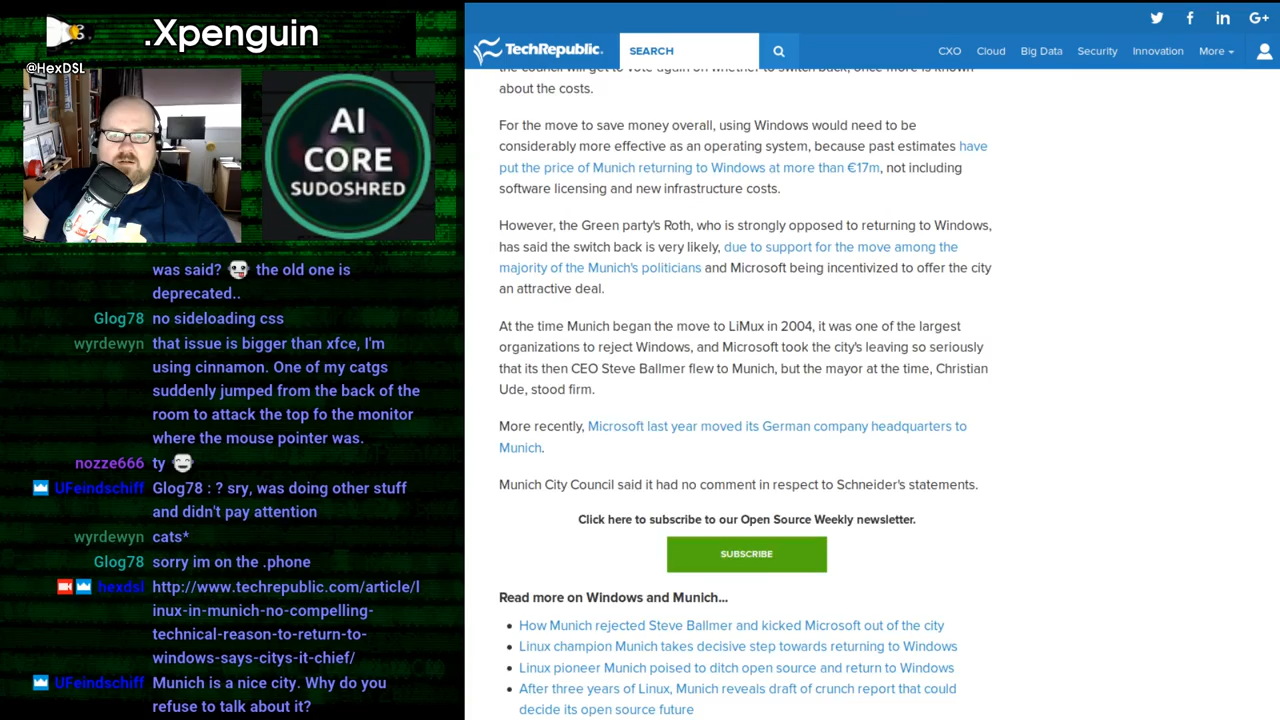 .Xpenguin
@HexDSL
AI
CORE
SUDOSHRED
was said? the old one is
deprecated..
Glog78 no sideloading css
wyrdewyn that issue is bigger than xfce, I'm
using cinnamon. One of my catgs
suddenly jumped from the back of the
room to attack the top fo the monitor
where the mouse pointer was.
nozze666 ty
UFeindschiff Glog78 : ? sry, was doing other stuff
and didn't pay attention
wyrdewyn cats*
Glog78 sorry im on the .phone
hexdsl http://www.techrepublic.com/article/l
inux-in-munich-no-compelling-
technical-reason-to-return-to-
windows-says-citys-it-chief/
UFeindschiff Munich is a nice city. Why do you
refuse to talk about it?
TechRepublic. SEARCH CXO Cloud Big Data Security Innovation More
the council will get to vote again on whether to switch back, once more is known
about the costs.
For the move to save money overall, using Windows would need to be
considerably more effective as an operating system, because past estimates have
put the price of Munich returning to Windows at more than €17m, not including
software licensing and new infrastructure costs.
However, the Green party's Roth, who is strongly opposed to returning to Windows,
has said the switch back is very likely, due to support for the move among the
majority of the Munich's politicians and Microsoft being incentivized to offer the city
an attractive deal.
At the time Munich began the move to LiMux in 2004, it was one of the largest
organizations to reject Windows, and Microsoft took the city's leaving so seriously
that its then CEO Steve Ballmer flew to Munich, but the mayor at the time, Christian
Ude, stood firm.
More recently, Microsoft last year moved its German company headquarters to
Munich.
Munich City Council said it had no comment in respect to Schneider's statements.
Click here to subscribe to our Open Source Weekly newsletter.
SUBSCRIBE
Read more on Windows and Munich...
• How Munich rejected Steve Ballmer and kicked Microsoft out of the city
• Linux champion Munich takes decisive step towards returning to Windows
• Linux pioneer Munich poised to ditch open source and return to Windows
• After three years of Linux, Munich reveals draft of crunch report that could
decide its open source future